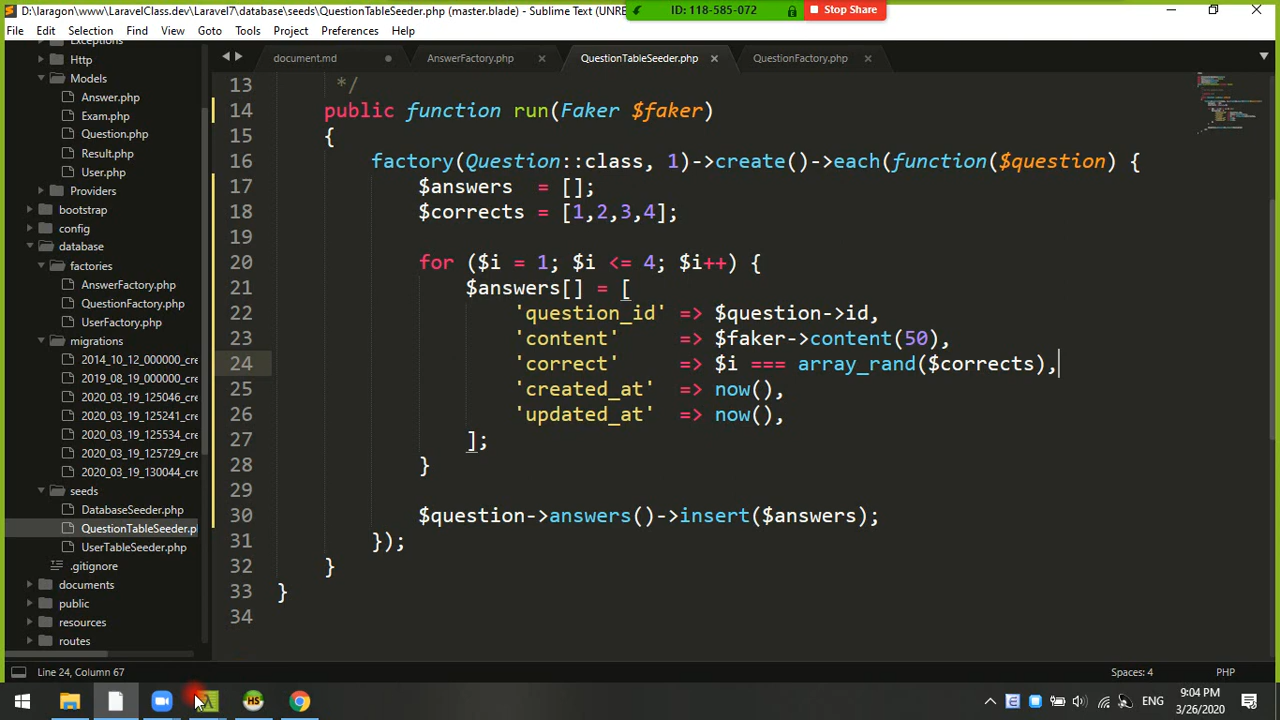 D:\laragon\www\LaravelClass.dev\Laravel7\database\seeds\QuestionTableSeeder.php (master.blade) - Sublime Text (UNRE
ID: 118-585-072
Stop Share
File Edit Selection Find View Goto Tools Project Preferences Help
document.md
AnswerFactory.php
QuestionTableSeeder.php
QuestionFactory.php
Exceptions
Http
Models
Answer.php
Exam.php
Question.php
Result.php
User.php
Providers
bootstrap
config
database
factories
AnswerFactory.php
QuestionFactory.php
UserFactory.php
migrations
2014_10_12_000000_cre
2019_08_19_000000_cre
2020_03_19_125046_cre
2020_03_19_125241_cre
2020_03_19_125534_cre
2020_03_19_125729_cre
2020_03_19_130044_cre
seeds
DatabaseSeeder.php
QuestionTableSeeder.ph
UserTableSeeder.php
.gitignore
documents
public
resources
routes
13 */
14 public function run(Faker $faker)
15 {
16 factory(Question::class, 1)->create()->each(function($question) {
17 $answers = [];
18 $corrects = [1,2,3,4];
19
20 for ($i = 1; $i <= 4; $i++) {
21 $answers[] = [
22 'question_id' => $question->id,
23 'content' => $faker->content(50),
24 'correct' => $i === array_rand($corrects),
25 'created_at' => now(),
26 'updated_at' => now(),
27 ];
28 }
29
30 $question->answers()->insert($answers);
31 });
32 }
33 }
34
Line 24, Column 67
Spaces: 4
PHP
HS
ENG
9:04 PM
3/26/2020